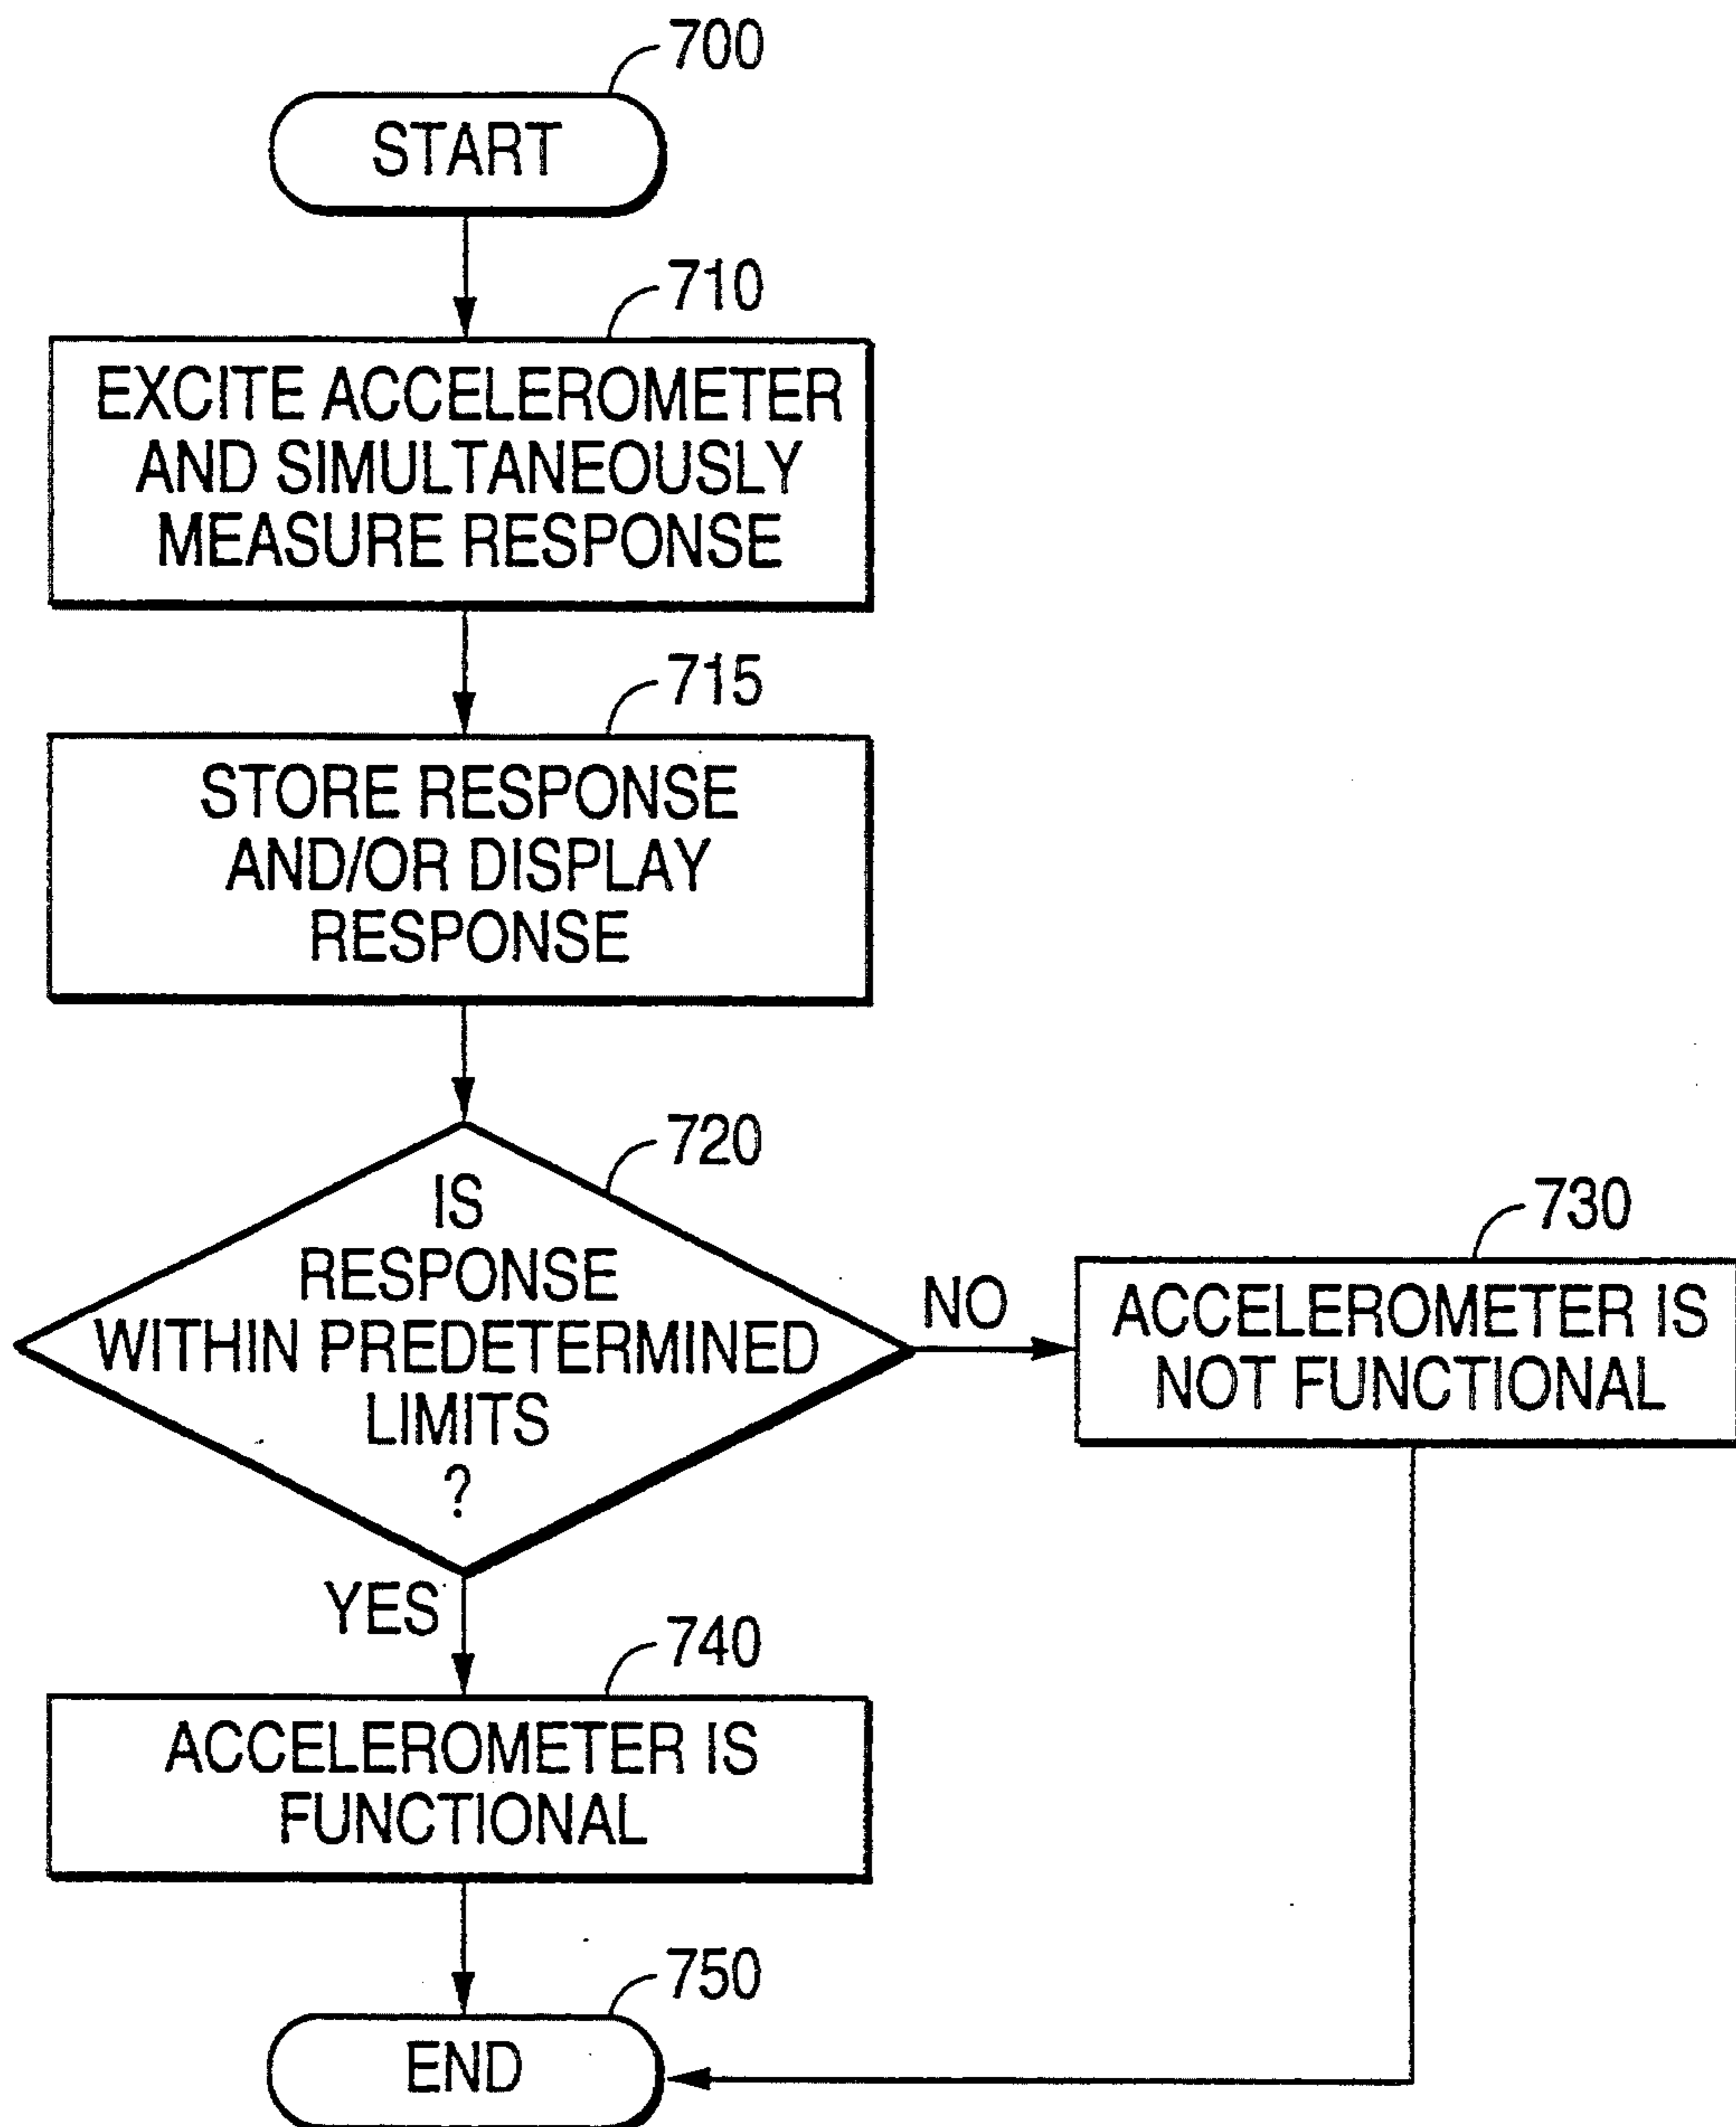 700
START
710
EXCITE ACCELEROMETER
AND SIMULTANEOUSLY
MEASURE RESPONSE
715
STORE RESPONSE
AND/OR DISPLAY
RESPONSE
720
IS
RESPONSE
WITHIN PREDETERMINED
LIMITS
?
NO
730
ACCELEROMETER IS
NOT FUNCTIONAL
YES
740
ACCELEROMETER IS
FUNCTIONAL
750
END